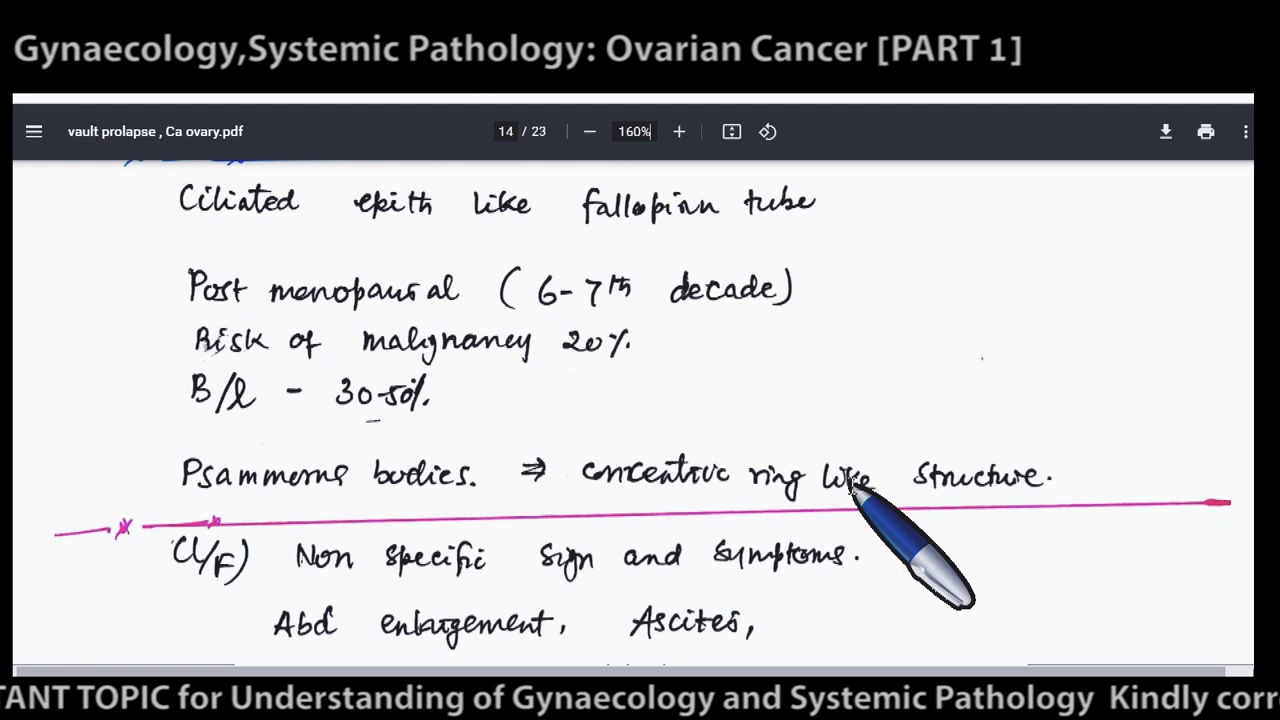 Gynaecology,Systemic Pathology: Ovarian Cancer [PART 1]
vault prolapse , Ca ovary.pdf 14 / 23 − 160% +
Ciliated epith like fallopian tube
Post menopausal ( 6-7th decade)
Risk of malignancy 20%.
B/l - 30-50%.
Psammoma bodies. ⇒ concentric ring like structure.
Cl/F) Non specific sign and symptoms.
Abd enlargement, Ascites,
TANT TOPIC for Understanding of Gynaecology and Systemic Pathology Kindly corr